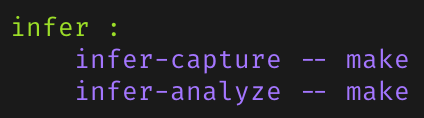 infer :
    infer-capture -- make
    infer-analyze -- make